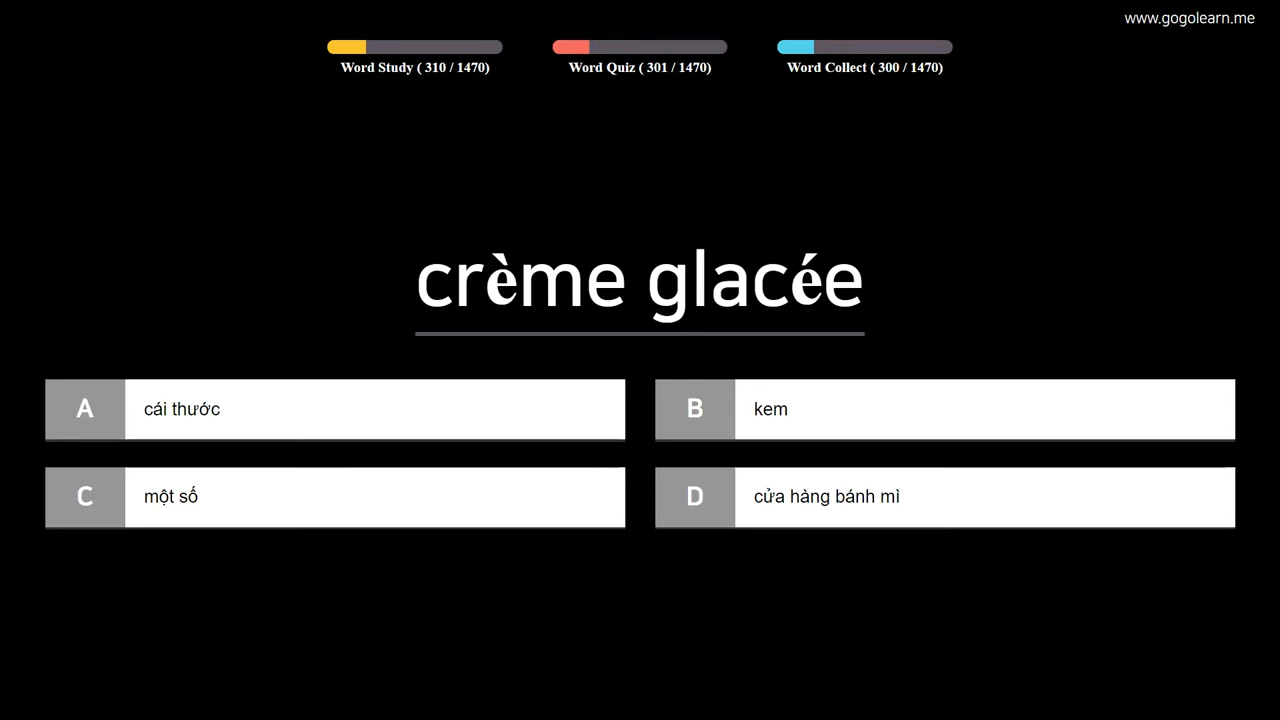 www.gogolearn.me
Word Study ( 310 / 1470)
Word Quiz ( 301 / 1470)
Word Collect ( 300 / 1470)
crème glacée
A cái thước
B kem
C một số
D cửa hàng bánh mì